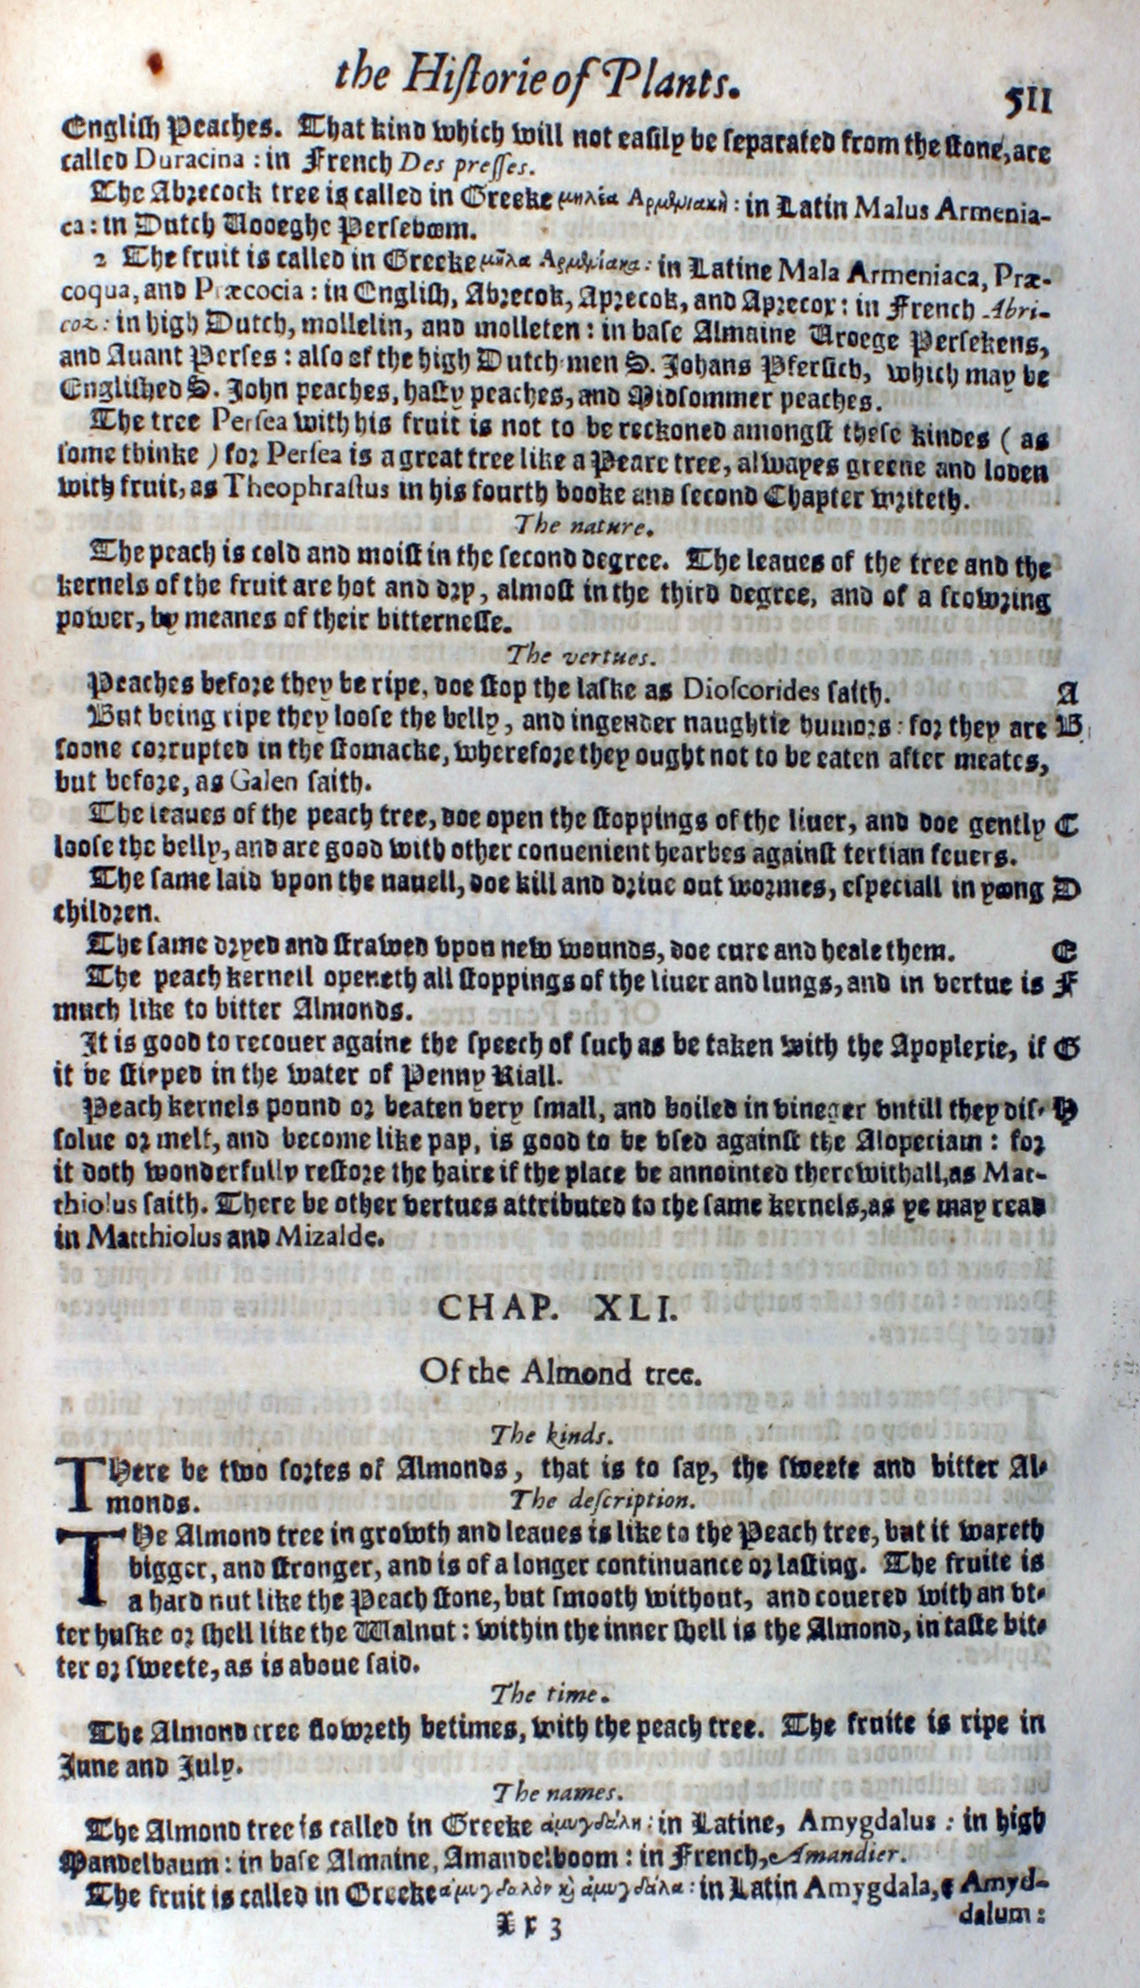 the Historie of Plants.
511
English Peaches. That kind which will not easily be separated from the stone, are
called Duracina : in French Des presses.
The Abrecock tree is called in Greeke μηλέα Αρμενιακὴ : in Latin Malus Armenia-
ca : in Dutch Vooeghe Perseboom.
2 The fruit is called in Greeke μῆλα Αρμενίακα : in Latine Mala Armeniaca, Præ-
coqua, and Præcocia : in English, Abrecok, Aprecok, and Aprecox : in French Abri-
coz : in high Dutch, mollelin, and molleten : in base Almaine Vroege Persekens,
and Auant Perses : also of the high Dutch men S. Johans Pfersich, which may be
Englished S. John peaches, hasty peaches, and Midsommer peaches.
The tree Persea with his fruit is not to be reckoned amongst these kindes ( as
some thinke ) for Persea is a great tree like a Peare tree, alwayes greene and loden
with fruit, as Theophrastus in his fourth booke and second Chapter writeth.
The nature.
The peach is cold and moist in the second degree. The leaues of the tree and the
kernels of the fruit are hot and dry, almost in the third degree, and of a scowring
power, by meanes of their bitternesse.
The vertues.
Peaches before they be ripe, doe stop the laske as Dioscorides saith. A
But being ripe they loose the belly, and ingender naughtie humors : for they are B
soone corrupted in the stomacke, wherefore they ought not to be eaten after meates,
but before, as Galen saith.
The leaues of the peach tree, doe open the stoppings of the liuer, and doe gently C
loose the belly, and are good with other conuenient hearbes against tertian feuers.
The same laid vpon the nauell, doe kill and driue out wormes, especiall in yoong D
children.
The same dryed and strawed vpon new wounds, doe cure and heale them. E
The peach kernell openeth all stoppings of the liuer and lungs, and in vertue is F
much like to bitter Almonds.
It is good to recouer againe the speech of such as be taken with the Apoplexie, if G
it be stieped in the water of Penny Riall.
Peach kernels pound or beaten very small, and boiled in vineger vntill they dis- H
solue or melt, and become like pap, is good to be vsed against the Alopeciam : for
it doth wonderfully restore the haire if the place be annointed therewithall, as Mat-
thiolus saith. There be other vertues attributed to the same kernels, as ye may read
in Matthiolus and Mizalde.
CHAP. XLI.
Of the Almond tree.
The kinds.
THere be two sortes of Almonds, that is to say, the sweete and bitter Al-
monds.
The description.
THe Almond tree in growth and leaues is like to the Peach tree, but it waxeth
bigger, and stronger, and is of a longer continuance or lasting. The fruite is
a hard nut like the Peach stone, but smooth without, and couered with an vt-
ter huske or shell like the Walnut : within the inner shell is the Almond, in taste bit-
ter or sweete, as is aboue said.
The time.
The Almond tree flowreth betimes, with the peach tree. The fruite is ripe in
June and July.
The names.
The Almond tree is called in Greeke ἀμυγδάλη : in Latine, Amygdalus : in high
Mandelbaum : in base Almaine, Amandelboom : in French, Amandier.
The fruit is called in Greeke ἀμυγδαλὸν κὶ ἀμυγδάλα : in Latin Amygdala, & Amyd-
Xx 3
dalum :